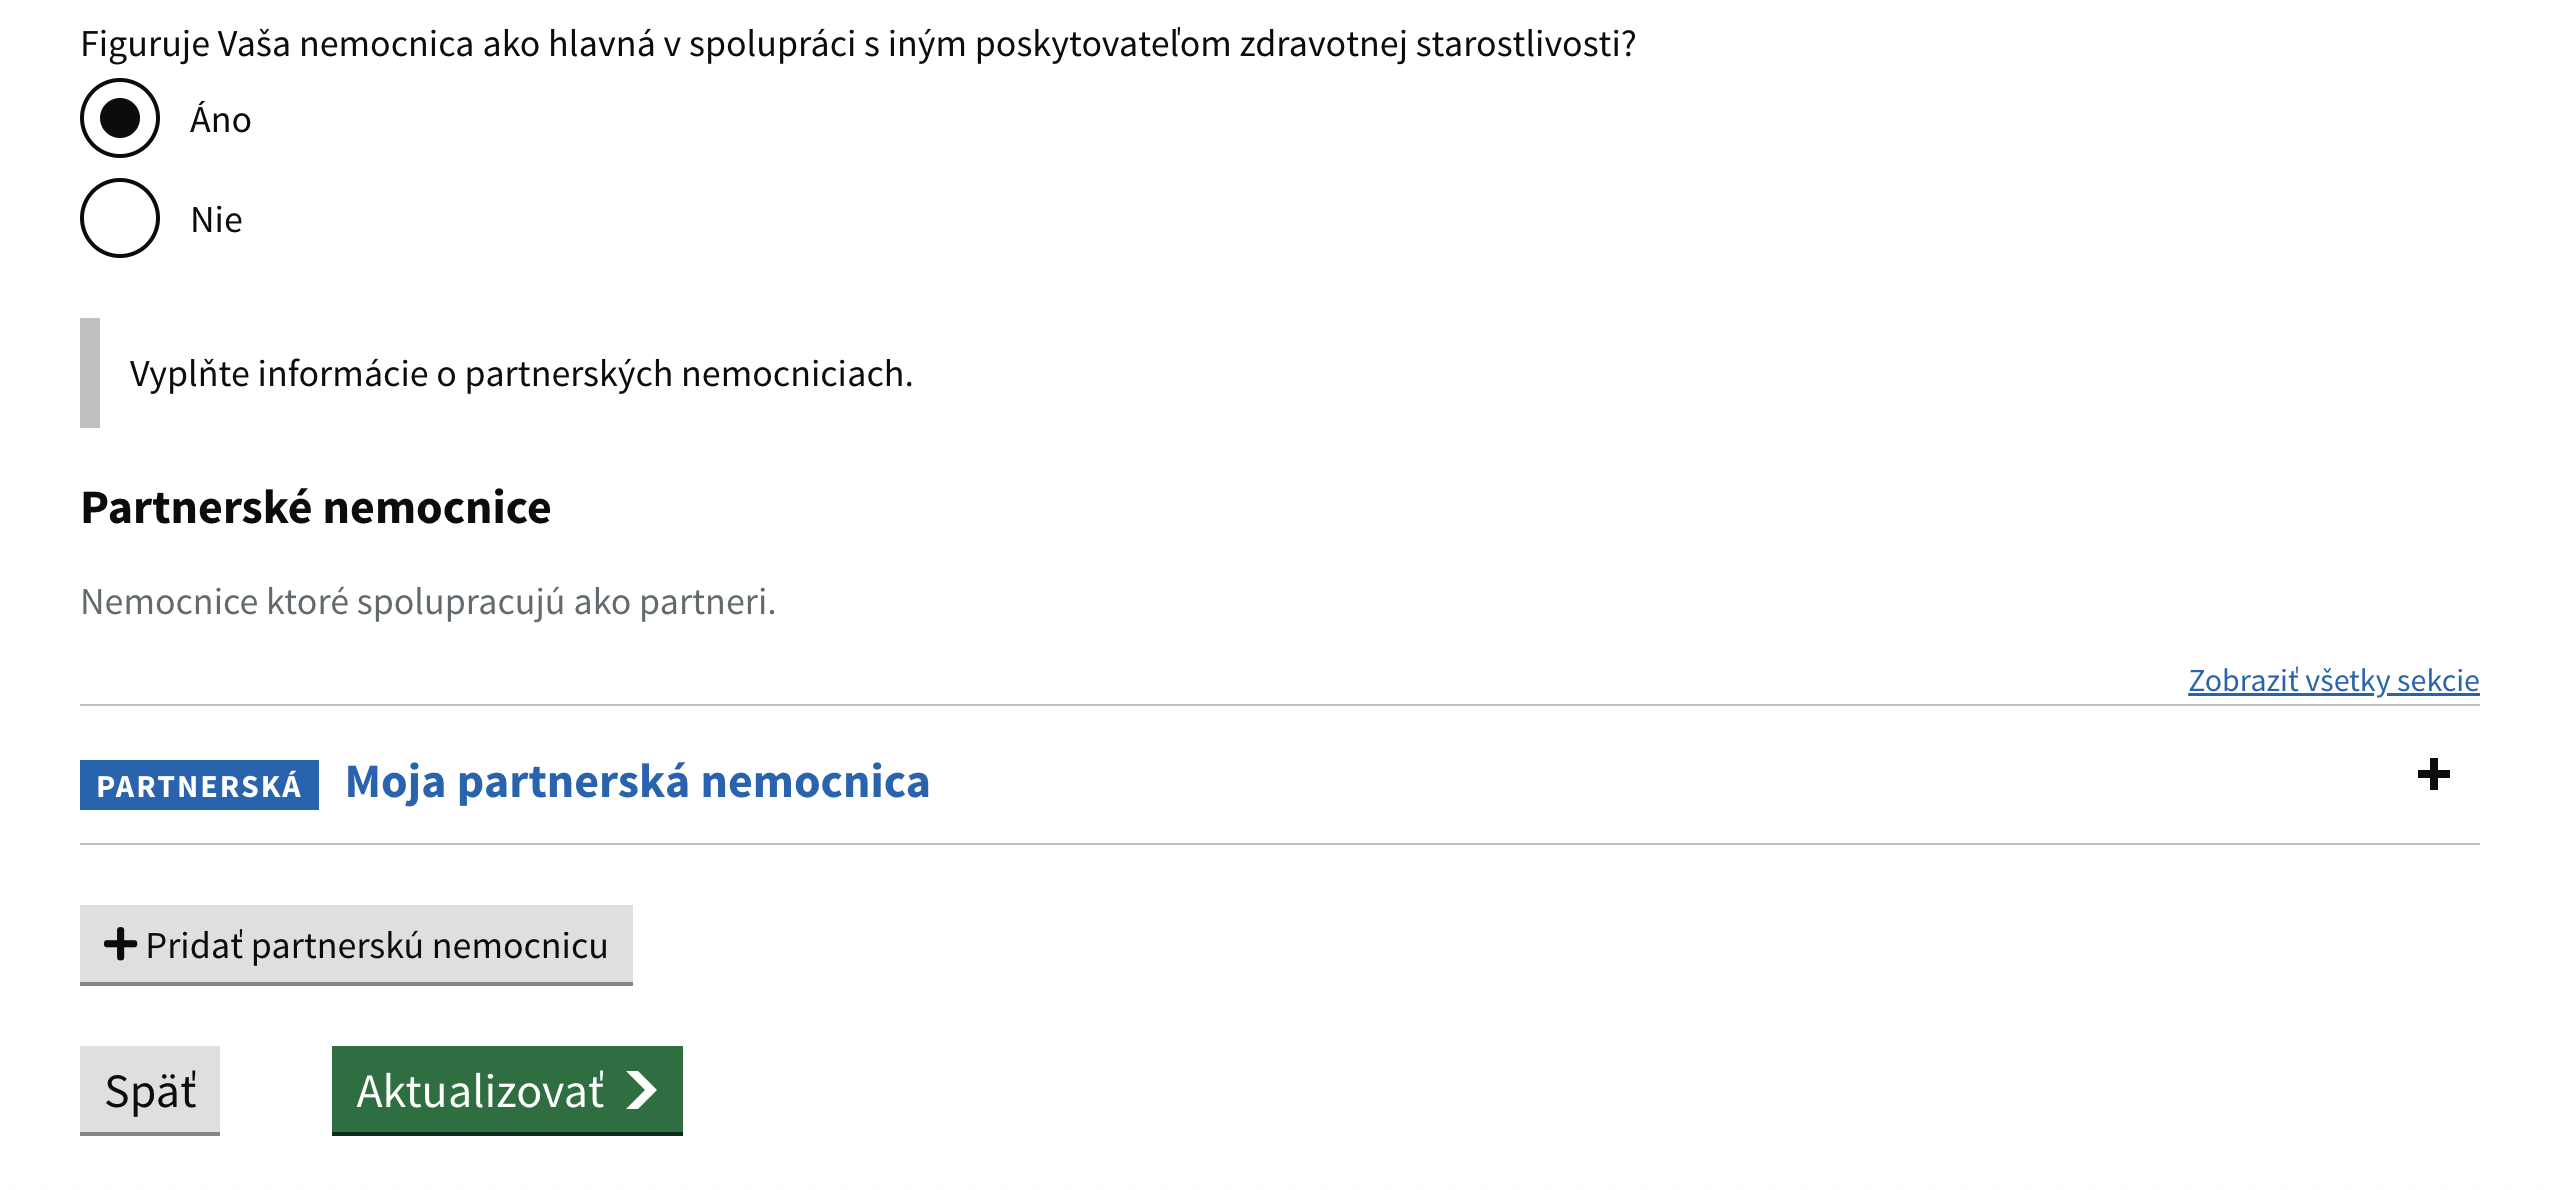 Figuruje Vaša nemocnica ako hlavná v spolupráci s iným poskytovateľom zdravotnej starostlivosti?
Áno
Nie
Vyplňte informácie o partnerských nemocniciach.
Partnerské nemocnice
Nemocnice ktoré spolupracujú ako partneri.
Zobraziť všetky sekcie
PARTNERSKÁ Moja partnerská nemocnica
Pridať partnerskú nemocnicu
Späť Aktualizovať